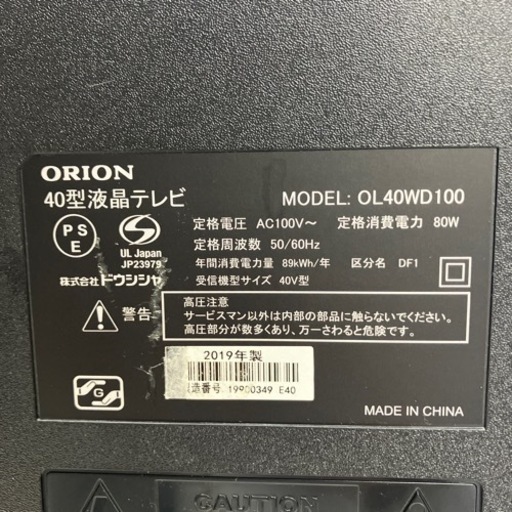 ORION
40型液晶テレビ
MODEL: OL40WD100
PS
E
UL Japan
JP23979
定格電圧 AC100V～ 定格消費電力 80W
定格周波数 50/60Hz
年間消費電力量 89kWh/年 区分名 DF1
受信機型サイズ 40V型
株式会社ドウシシャ
警告
高圧注意
サービスマン以外は内部の部品に触らないでください。
高圧部分が数多くあり、万一さわると危険です。
2019年製
造番号 19900349 E40
G
MADE IN CHINA
CAUTION